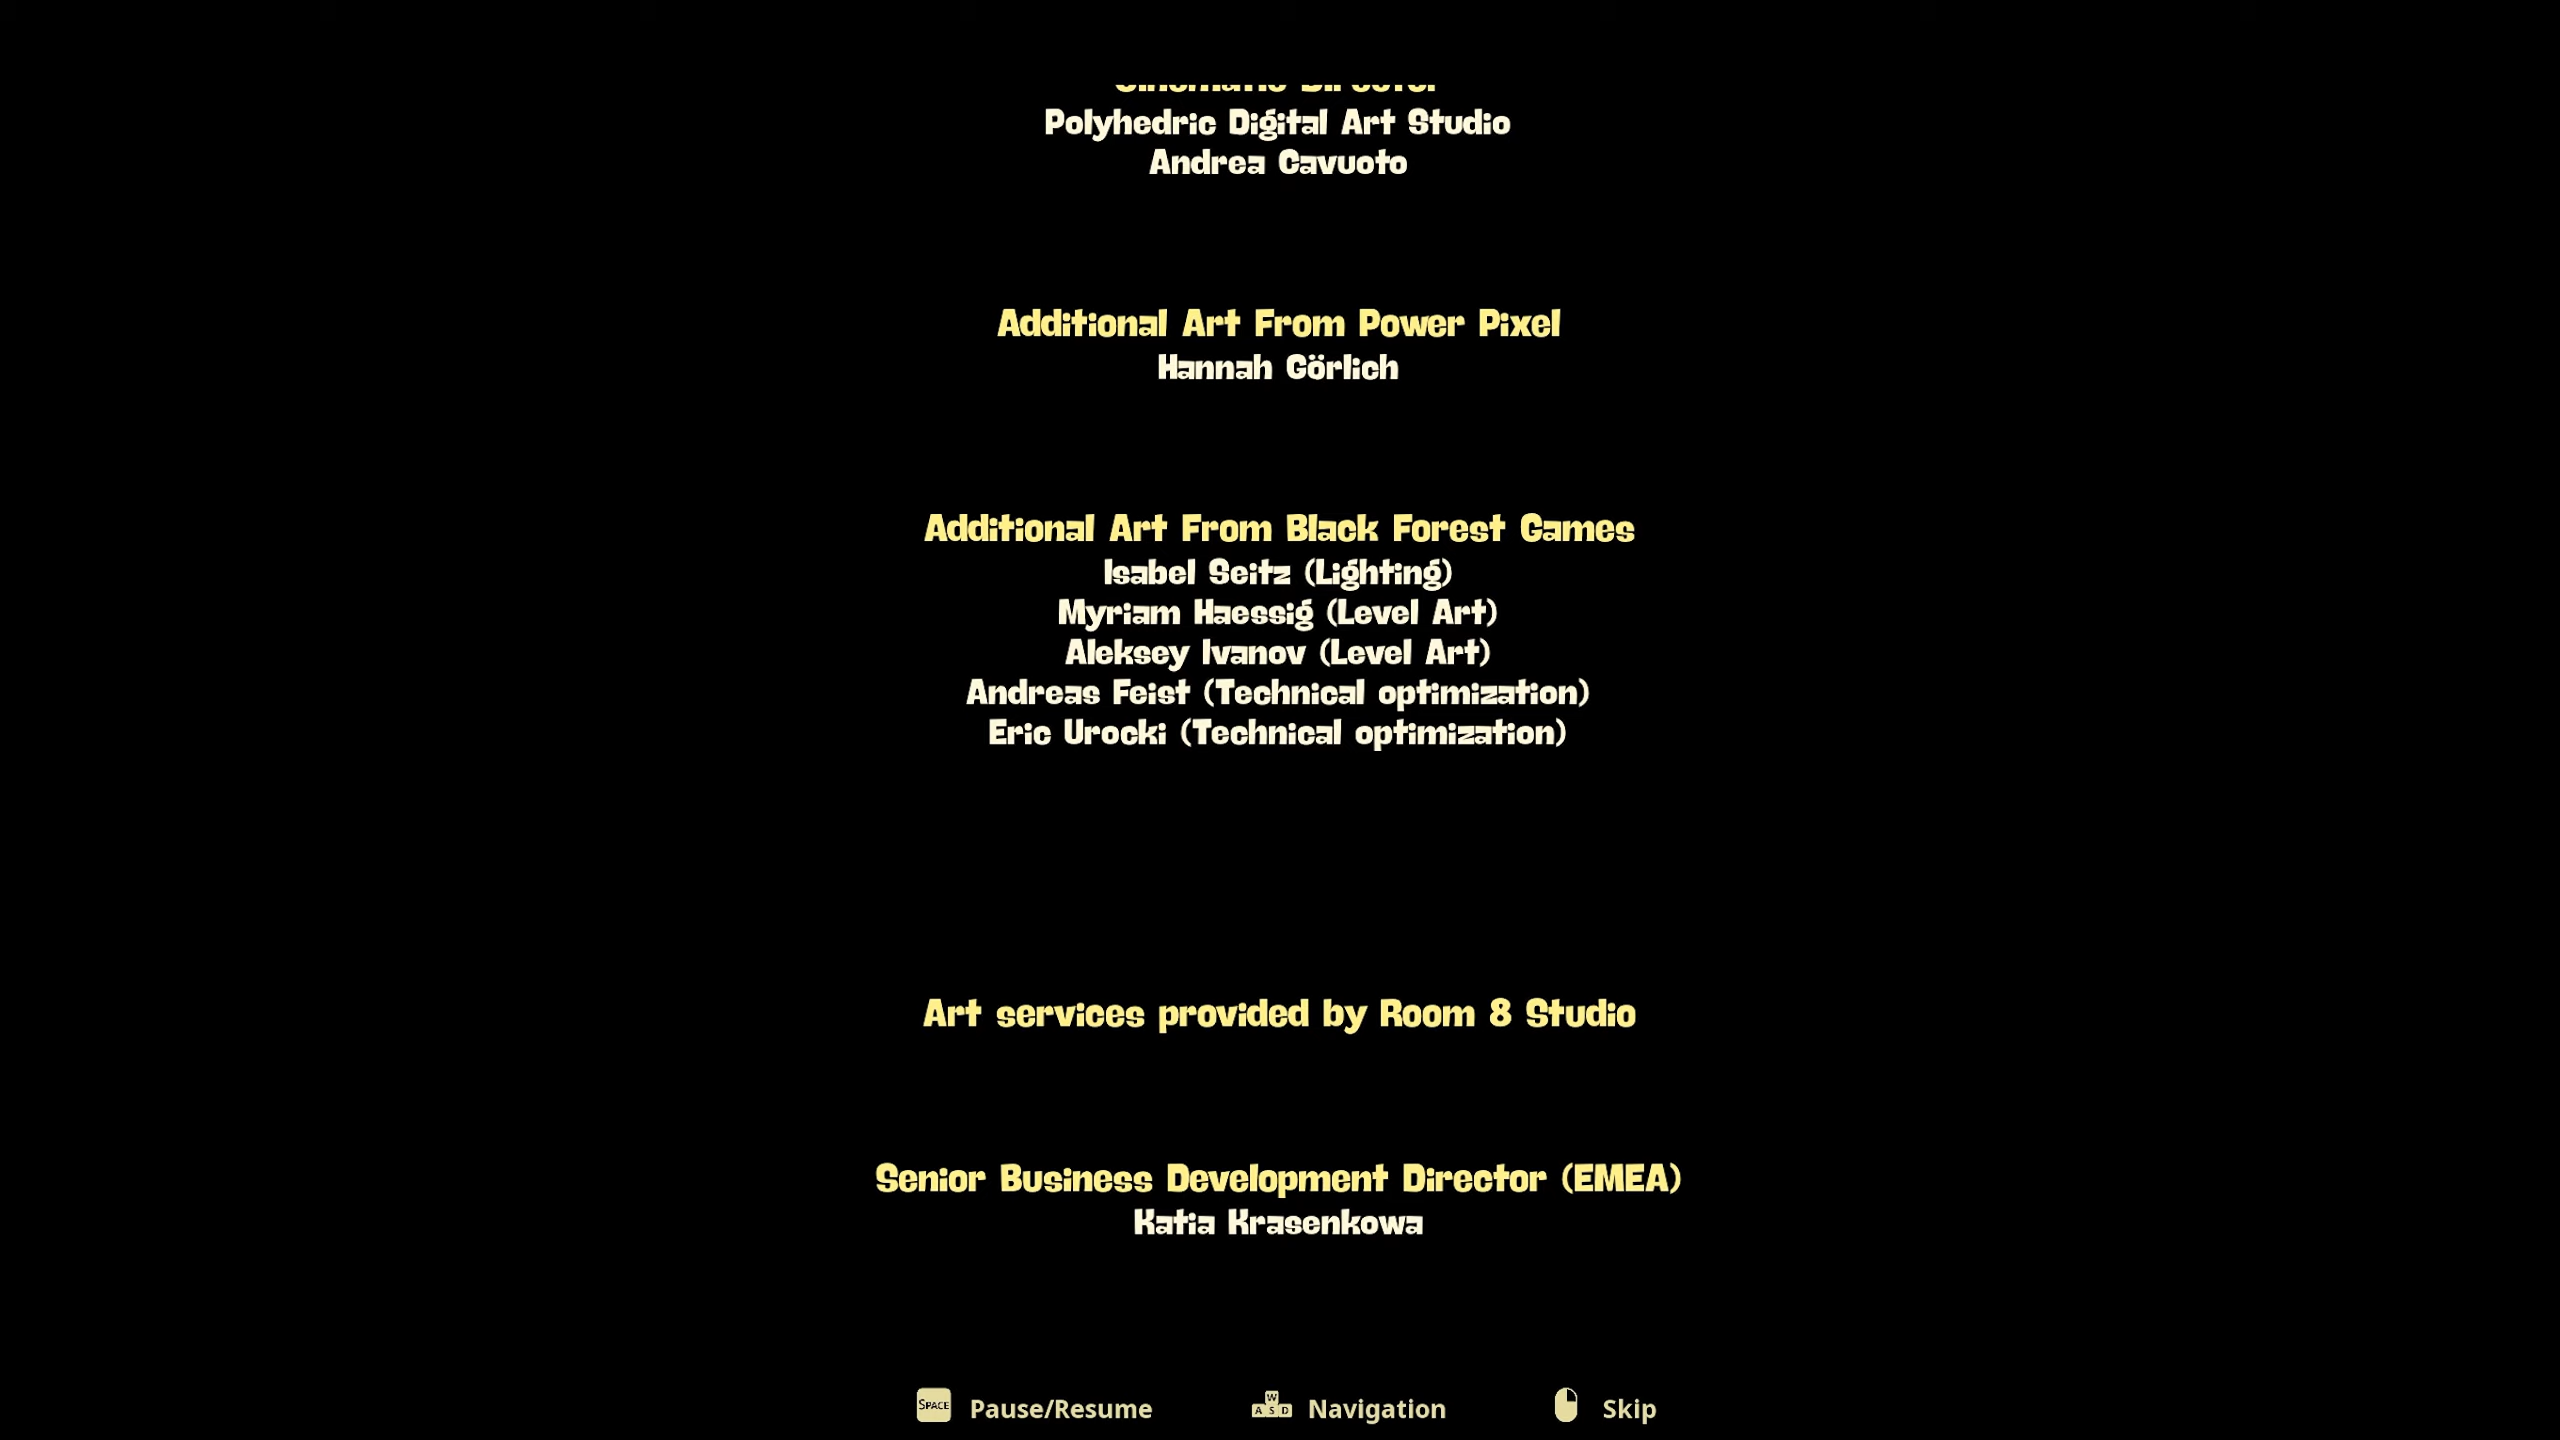 Cinematic Director
Polyhedric Digital Art Studio
Andrea Cavuoto
Additional Art From Power Pixel
Hannah Görlich
Additional Art From Black Forest Games
Isabel Seitz (Lighting)
Myriam Haessig (Level Art)
Aleksey Ivanov (Level Art)
Andreas Feist (Technical optimization)
Eric Urocki (Technical optimization)
Art services provided by Room 8 Studio
Senior Business Development Director (EMEA)
Katia Krasenkowa
SPACE Pause/Resume W A S D Navigation Skip